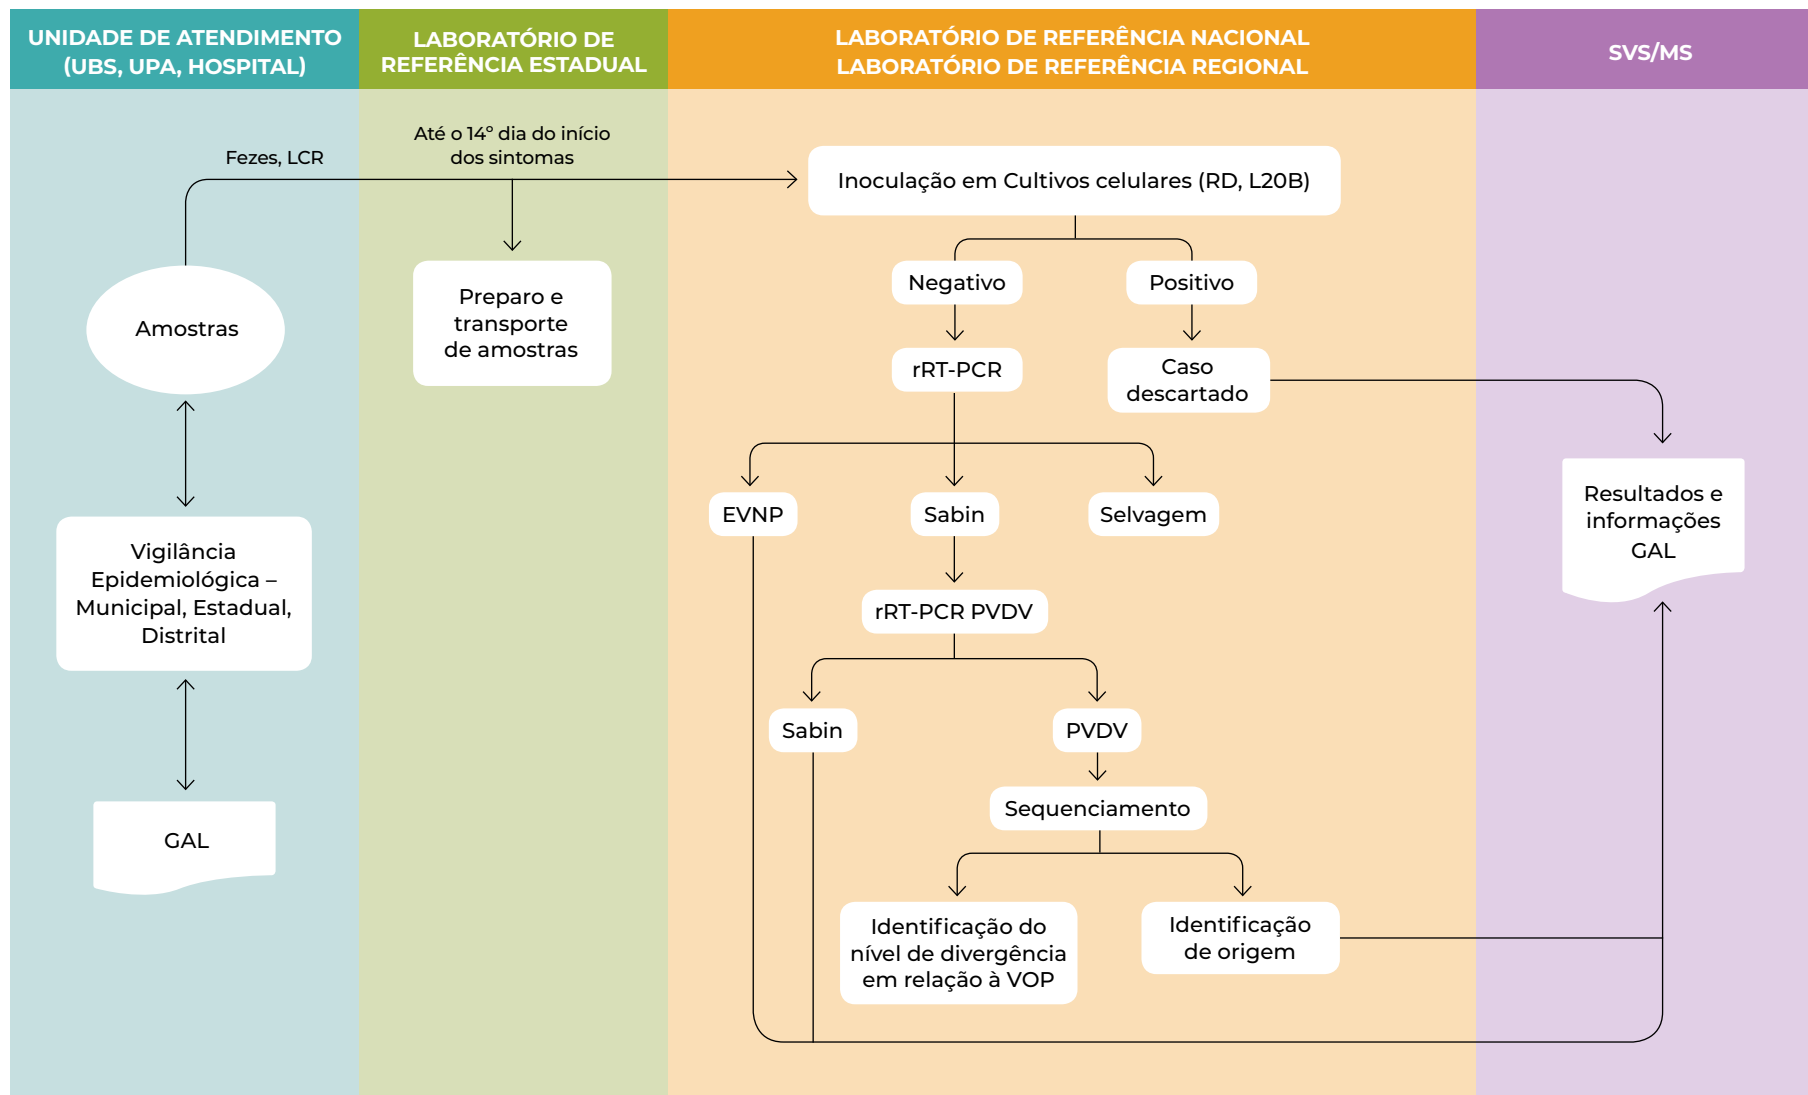 UNIDADE DE ATENDIMENTO
(UBS, UPA, HOSPITAL)
LABORATÓRIO DE
REFERÊNCIA ESTADUAL
LABORATÓRIO DE REFERÊNCIA NACIONAL
LABORATÓRIO DE REFERÊNCIA REGIONAL
SVS/MS
Fezes, LCR
Até o 14º dia do início
dos sintomas
Amostras
Vigilância
Epidemiológica –
Municipal, Estadual,
Distrital
GAL
Preparo e
transporte
de amostras
Inoculação em Cultivos celulares (RD, L20B)
Negativo
Positivo
rRT-PCR
Caso
descartado
EVNP
Sabin
Selvagem
rRT-PCR PVDV
Sabin
PVDV
Sequenciamento
Identificação do
nível de divergência
em relação à VOP
Identificação
de origem
Resultados e
informações
GAL